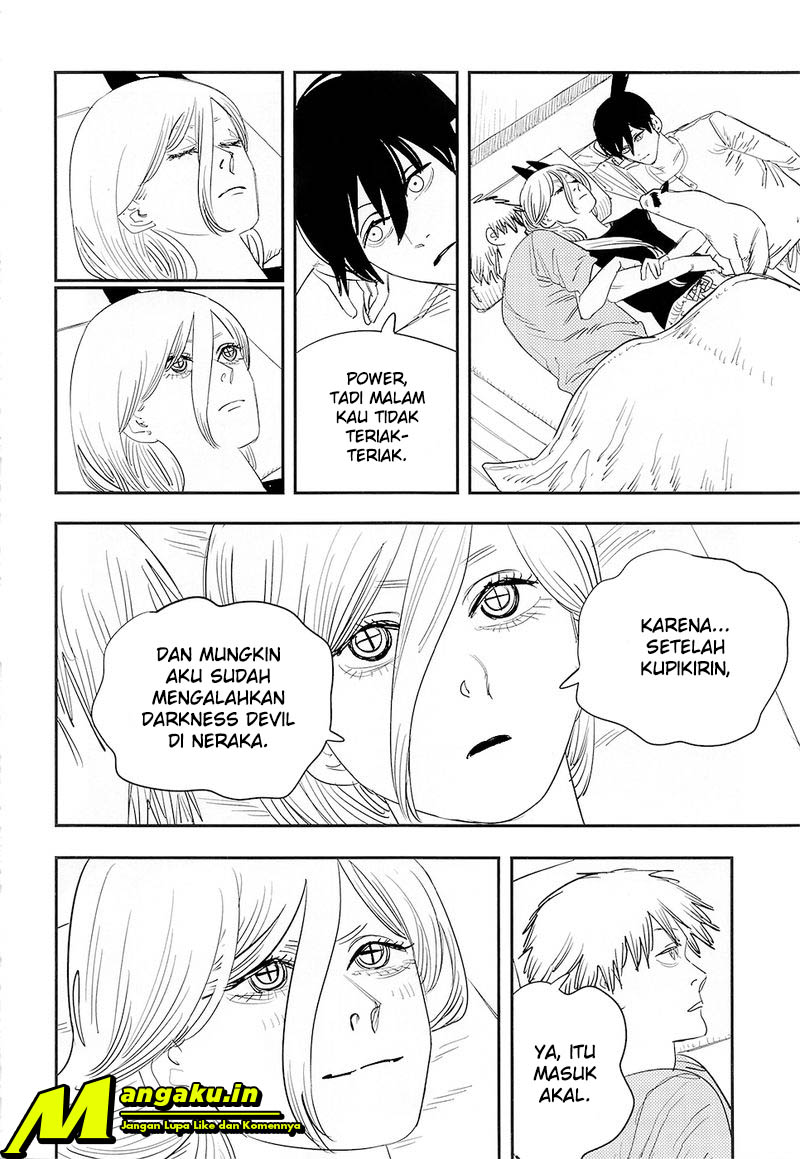 POWER,
TADI MALAM
KAU TIDAK
TERIAK-
TERIAK.
KARENA...
SETELAH
KUPIKIRIN,
DAN MUNGKIN
AKU SUDAH
MENGALAHKAN
DARKNESS DEVIL
DI NERAKA.
YA, ITU
MASUK
AKAL.
Mangaku.in
Jangan Lupa Like dan Komennya